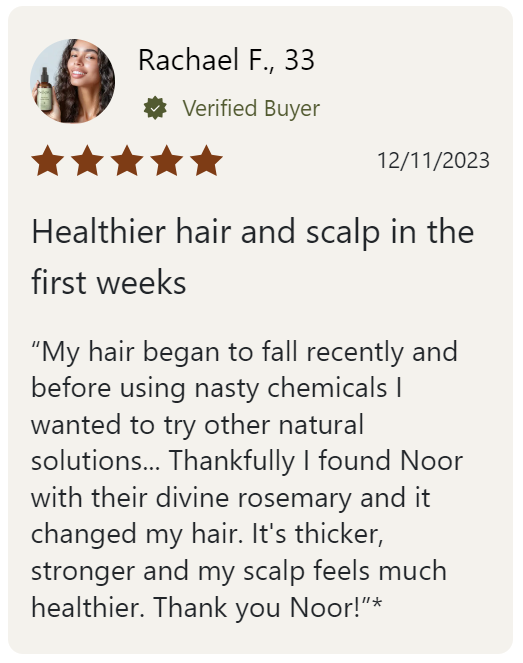 Rachael F., 33
Verified Buyer
12/11/2023
Healthier hair and scalp in the
first weeks
“My hair began to fall recently and
before using nasty chemicals I
wanted to try other natural
solutions... Thankfully I found Noor
with their divine rosemary and it
changed my hair. It's thicker,
stronger and my scalp feels much
healthier. Thank you Noor!”*